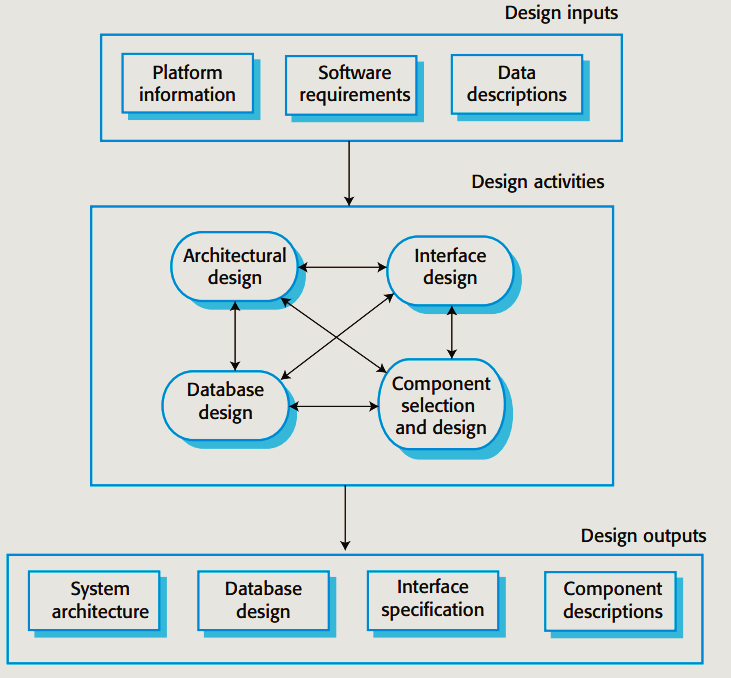 Design inputs
Platform
information
Software
requirements
Data
descriptions
Design activities
Architectural
design
Interface
design
Database
design
Component
selection
and design
Design outputs
System
architecture
Database
design
Interface
specification
Component
descriptions